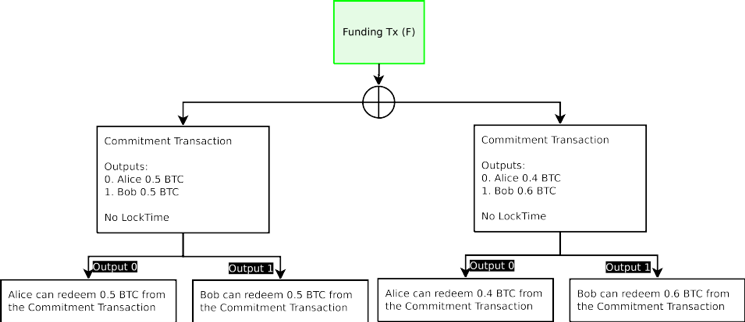 Funding Tx (F)
Commitment Transaction
Outputs:
0. Alice 0.5 BTC
1. Bob 0.5 BTC
No LockTime
Commitment Transaction
Outputs:
0. Alice 0.4 BTC
1. Bob 0.6 BTC
No LockTime
Output 0
Output 1
Output 0
Output 1
Alice can redeem 0.5 BTC from
the Commitment Transaction
Bob can redeem 0.5 BTC from
the Commitment Transaction
Alice can redeem 0.4 BTC from
the Commitment Transaction
Bob can redeem 0.6 BTC from
the Commitment Transaction